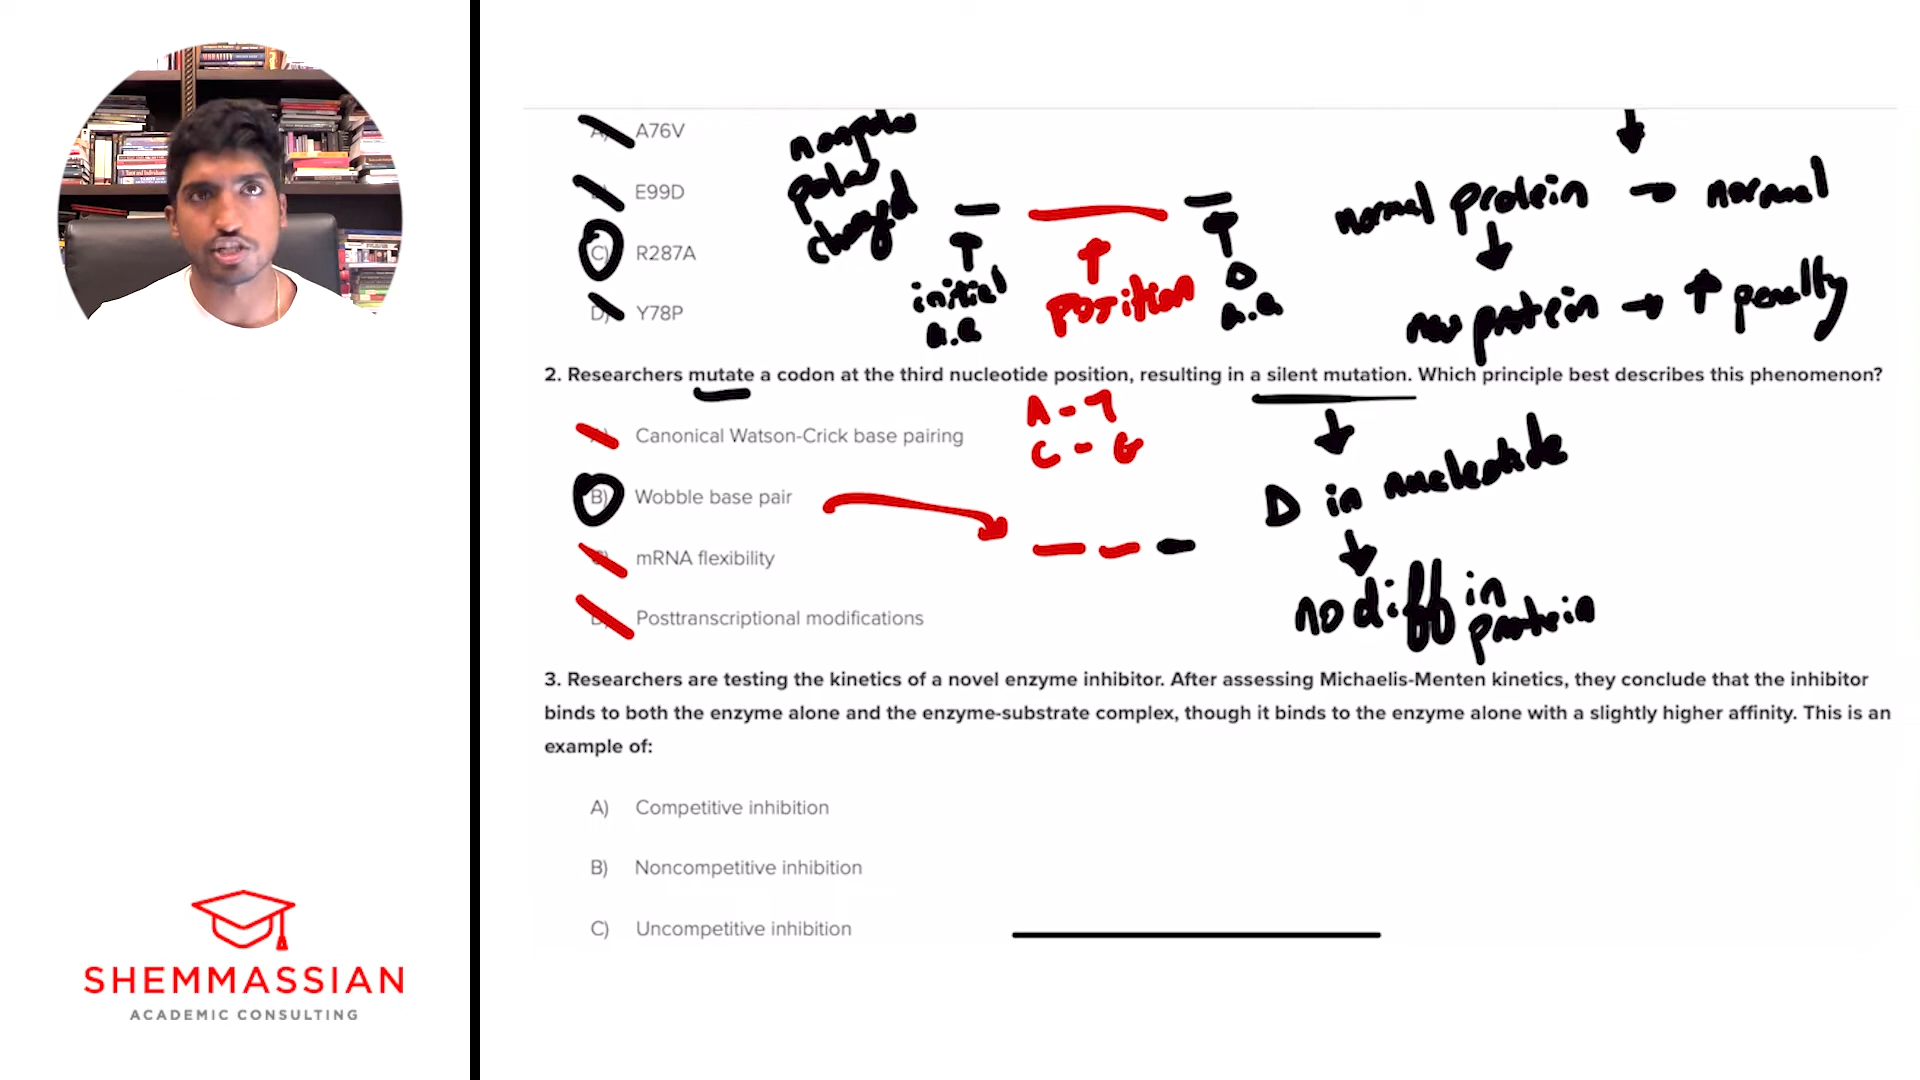 A) A76V
E99D
C) R287A
D) Y78P
nonpolar
polar
charged
initial
a.a
position
D
a.a
normal protein → normal
new protein → ↑ penalty
2. Researchers mutate a codon at the third nucleotide position, resulting in a silent mutation. Which principle best describes this phenomenon?
Canonical Watson-Crick base pairing
B) Wobble base pair
mRNA flexibility
D) Posttranscriptional modifications
A - T
C - G
D in nucleotide
no diff in
protein
3. Researchers are testing the kinetics of a novel enzyme inhibitor. After assessing Michaelis-Menten kinetics, they conclude that the inhibitor
binds to both the enzyme alone and the enzyme-substrate complex, though it binds to the enzyme alone with a slightly higher affinity. This is an
example of:
A) Competitive inhibition
B) Noncompetitive inhibition
C) Uncompetitive inhibition
SHEMMASSIAN
ACADEMIC CONSULTING